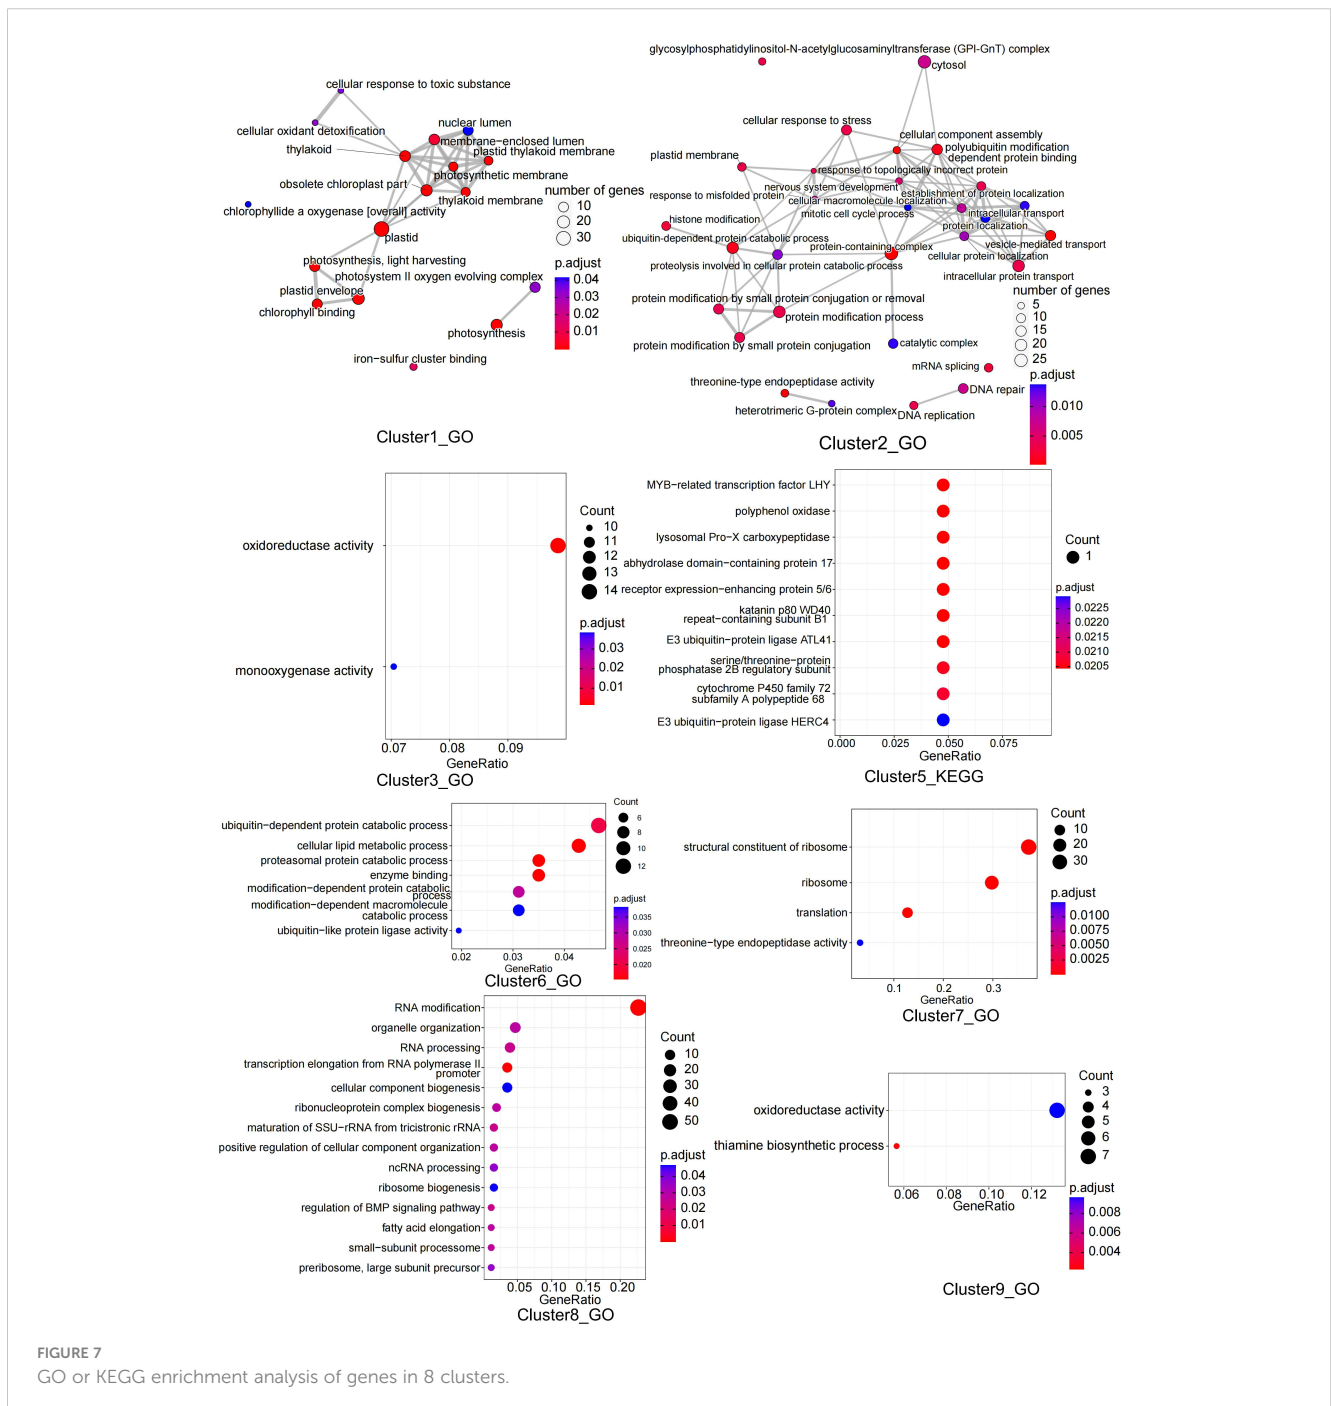 cellular response to toxic substance
cellular oxidant detoxification
nuclear lumen
membrane−enclosed lumen
thylakoid
plastid thylakoid membrane
photosynthetic membrane
obsolete chloroplast part
thylakoid membrane
chlorophyllide a oxygenase [overall] activity
plastid
photosynthesis, light harvesting
photosystem II oxygen evolving complex
plastid envelope
chlorophyll binding
photosynthesis
iron−sulfur cluster binding
number of genes
10
20
30
p.adjust
0.04
0.03
0.02
0.01
Cluster1_GO
glycosylphosphatidylinositol-N-acetylglucosaminyltransferase (GPI-GnT) complex
cytosol
cellular response to stress
cellular component assembly
polyubiquitin modification
dependent protein binding
plastid membrane
response to topologically incorrect protein
nervous system development
establishment of protein localization
response to misfolded protein
cellular macromolecule localization
mitotic cell cycle process
intracellular transport
histone modification
protein localization
ubiquitin-dependent protein catabolic process
protein-containing complex
vesicle-mediated transport
cellular protein localization
proteolysis involved in cellular protein catabolic process
intracellular protein transport
protein modification by small protein conjugation or removal
protein modification process
protein modification by small protein conjugation
catalytic complex
mRNA splicing
threonine-type endopeptidase activity
DNA repair
heterotrimeric G-protein complex
DNA replication
number of genes
5
10
15
20
25
p.adjust
0.010
0.005
Cluster2_GO
oxidoreductase activity
monooxygenase activity
0.07 0.08 0.09
GeneRatio
Count
10
11
12
13
14
p.adjust
0.03
0.02
0.01
Cluster3_GO
MYB−related transcription factor LHY
polyphenol oxidase
lysosomal Pro−X carboxypeptidase
abhydrolase domain−containing protein 17
receptor expression−enhancing protein 5/6
katanin p80 WD40
repeat−containing subunit B1
E3 ubiquitin−protein ligase ATL41
serine/threonine−protein
phosphatase 2B regulatory subunit
cytochrome P450 family 72
subfamily A polypeptide 68
E3 ubiquitin−protein ligase HERC4
0.000 0.025 0.050 0.075
GeneRatio
Count
1
p.adjust
0.0225
0.0220
0.0215
0.0210
0.0205
Cluster5_KEGG
ubiquitin−dependent protein catabolic process
cellular lipid metabolic process
proteasomal protein catabolic process
enzyme binding
modification−dependent protein catabolic
process
modification−dependent macromolecule
catabolic process
ubiquitin−like protein ligase activity
0.02 0.03 0.04
GeneRatio
Count
6
8
10
12
p.adjust
0.035
0.030
0.025
0.020
Cluster6_GO
structural constituent of ribosome
ribosome
translation
threonine−type endopeptidase activity
0.1 0.2 0.3
GeneRatio
Count
10
20
30
p.adjust
0.0100
0.0075
0.0050
0.0025
Cluster7_GO
RNA modification
organelle organization
RNA processing
transcription elongation from RNA polymerase II
promoter
cellular component biogenesis
ribonucleoprotein complex biogenesis
maturation of SSU−rRNA from tricistronic rRNA
positive regulation of cellular component organization
ncRNA processing
ribosome biogenesis
regulation of BMP signaling pathway
fatty acid elongation
small−subunit processome
preribosome, large subunit precursor
0.05 0.10 0.15 0.20
GeneRatio
Count
10
20
30
40
50
p.adjust
0.04
0.03
0.02
0.01
Cluster8_GO
oxidoreductase activity
thiamine biosynthetic process
0.06 0.08 0.10 0.12
GeneRatio
Count
3
4
5
6
7
p.adjust
0.008
0.006
0.004
Cluster9_GO
FIGURE 7
GO or KEGG enrichment analysis of genes in 8 clusters.